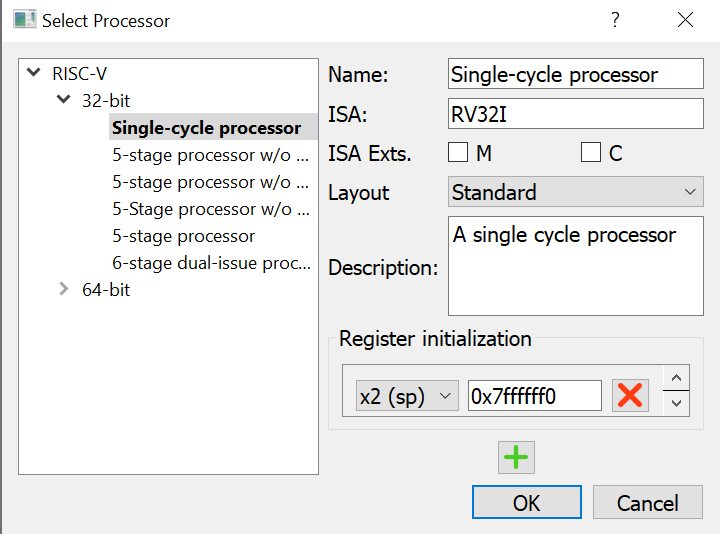 Select Processor
?
RISC-V
32-bit
Single-cycle processor
5-stage processor w/o ...
5-stage processor w/o ...
5-Stage processor w/o ...
5-stage processor
6-stage dual-issue proc...
64-bit
Name:
Single-cycle processor
ISA:
RV32I
ISA Exts.
M
C
Layout
Standard
Description:
A single cycle processor
Register initialization
x2 (sp)
0x7ffffff0
OK
Cancel